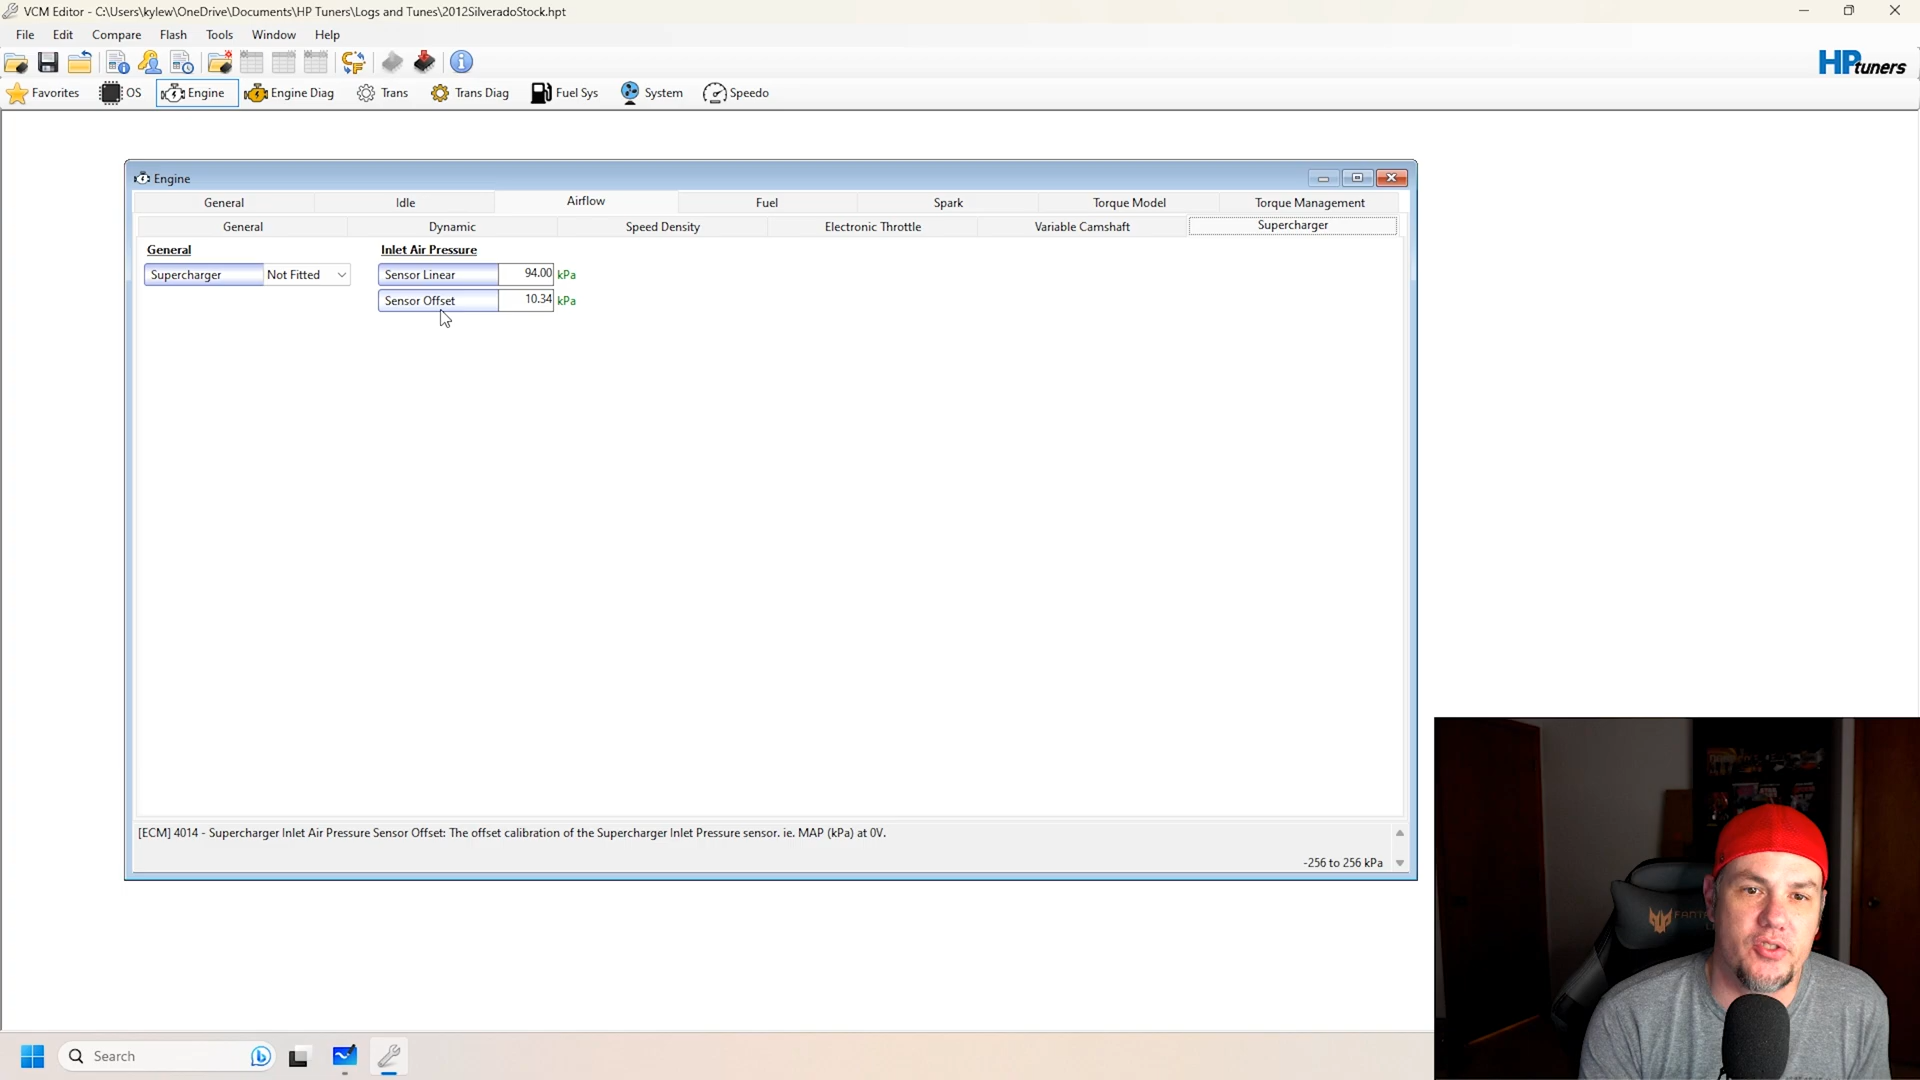 VCM Editor - C:\Users\kylew\OneDrive\Documents\HP Tuners\Logs and Tunes\2012SilveradoStock.hpt
File Edit Compare Flash Tools Window Help
HPtuners
Favorites OS Engine Engine Diag Trans Trans Diag Fuel Sys System Speedo
Engine
General Idle Airflow Fuel Spark Torque Model Torque Management
General Dynamic Speed Density Electronic Throttle Variable Camshaft Supercharger
General Inlet Air Pressure
Supercharger Not Fitted Sensor Linear 94.00 kPa
Sensor Offset 10.34 kPa
[ECM] 4014 - Supercharger Inlet Air Pressure Sensor Offset: The offset calibration of the Supercharger Inlet Pressure sensor. ie. MAP (kPa) at 0V.
-256 to 256 kPa
Search